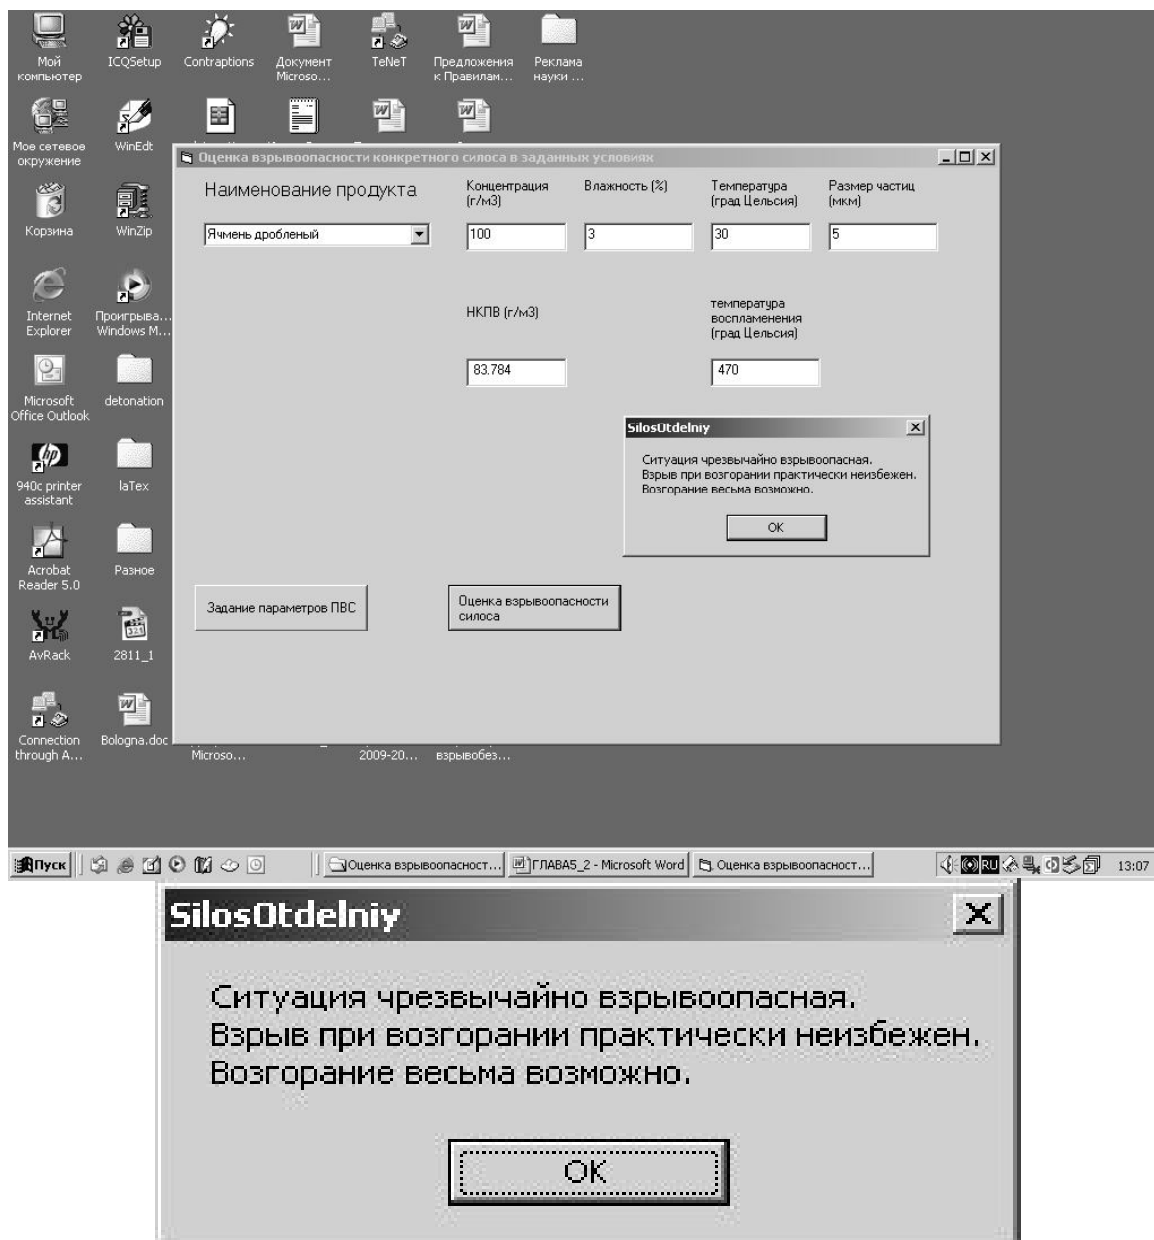 Мой
компьютер
ICQSetup
Contraptions
Документ
Microso...
TeNeT
Предложения
к Правилам...
Реклама
науки ...
Мое сетевое
окружение
WinEdt
Оценка взрывоопасности конкретного силоса в заданных условиях
Наименование продукта
Концентрация
(г/м3)
Влажность (%)
Температура
(град Цельсия)
Размер частиц
(мкм)
Корзина
WinZip
Ячмень дробленый
100
3
30
5
Internet
Explorer
Проигрыва...
Windows M...
НКПВ (г/м3)
температура
воспламенения
(град Цельсия)
83.784
470
Microsoft
Office Outlook
detonation
SilosOtdelniy
Ситуация чрезвычайно взрывоопасная.
Взрыв при возгорании практически неизбежен.
Возгорание весьма возможно.
OK
940c printer
assistant
laTex
Acrobat
Reader 5.0
Разное
Задание параметров ПВС
Оценка взрывоопасности
силоса
AvRack
2811_1
Connection
through A...
Bologna.doc
Microso...
2009-20...
взрывобез...
Пуск
Оценка взрывоопасност...
ГЛАВА5_2 - Microsoft Word
Оценка взрывоопасност...
RU
13:07
SilosOtdelniy
Ситуация чрезвычайно взрывоопасная.
Взрыв при возгорании практически неизбежен.
Возгорание весьма возможно.
OK